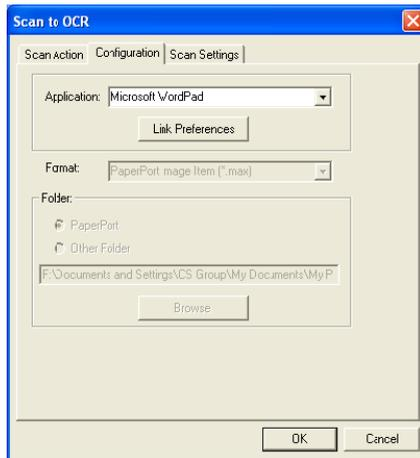 Scan to OCR
Scan Action Configuration Scan Settings
Application: Microsoft WordPad
Link Preferences
Format: PaperPort mage Item (*.max)
Folder:
PaperPort
Other Folder
F:\Documents and Settings\CS Group\My Documents\My P
Browse
OK Cancel